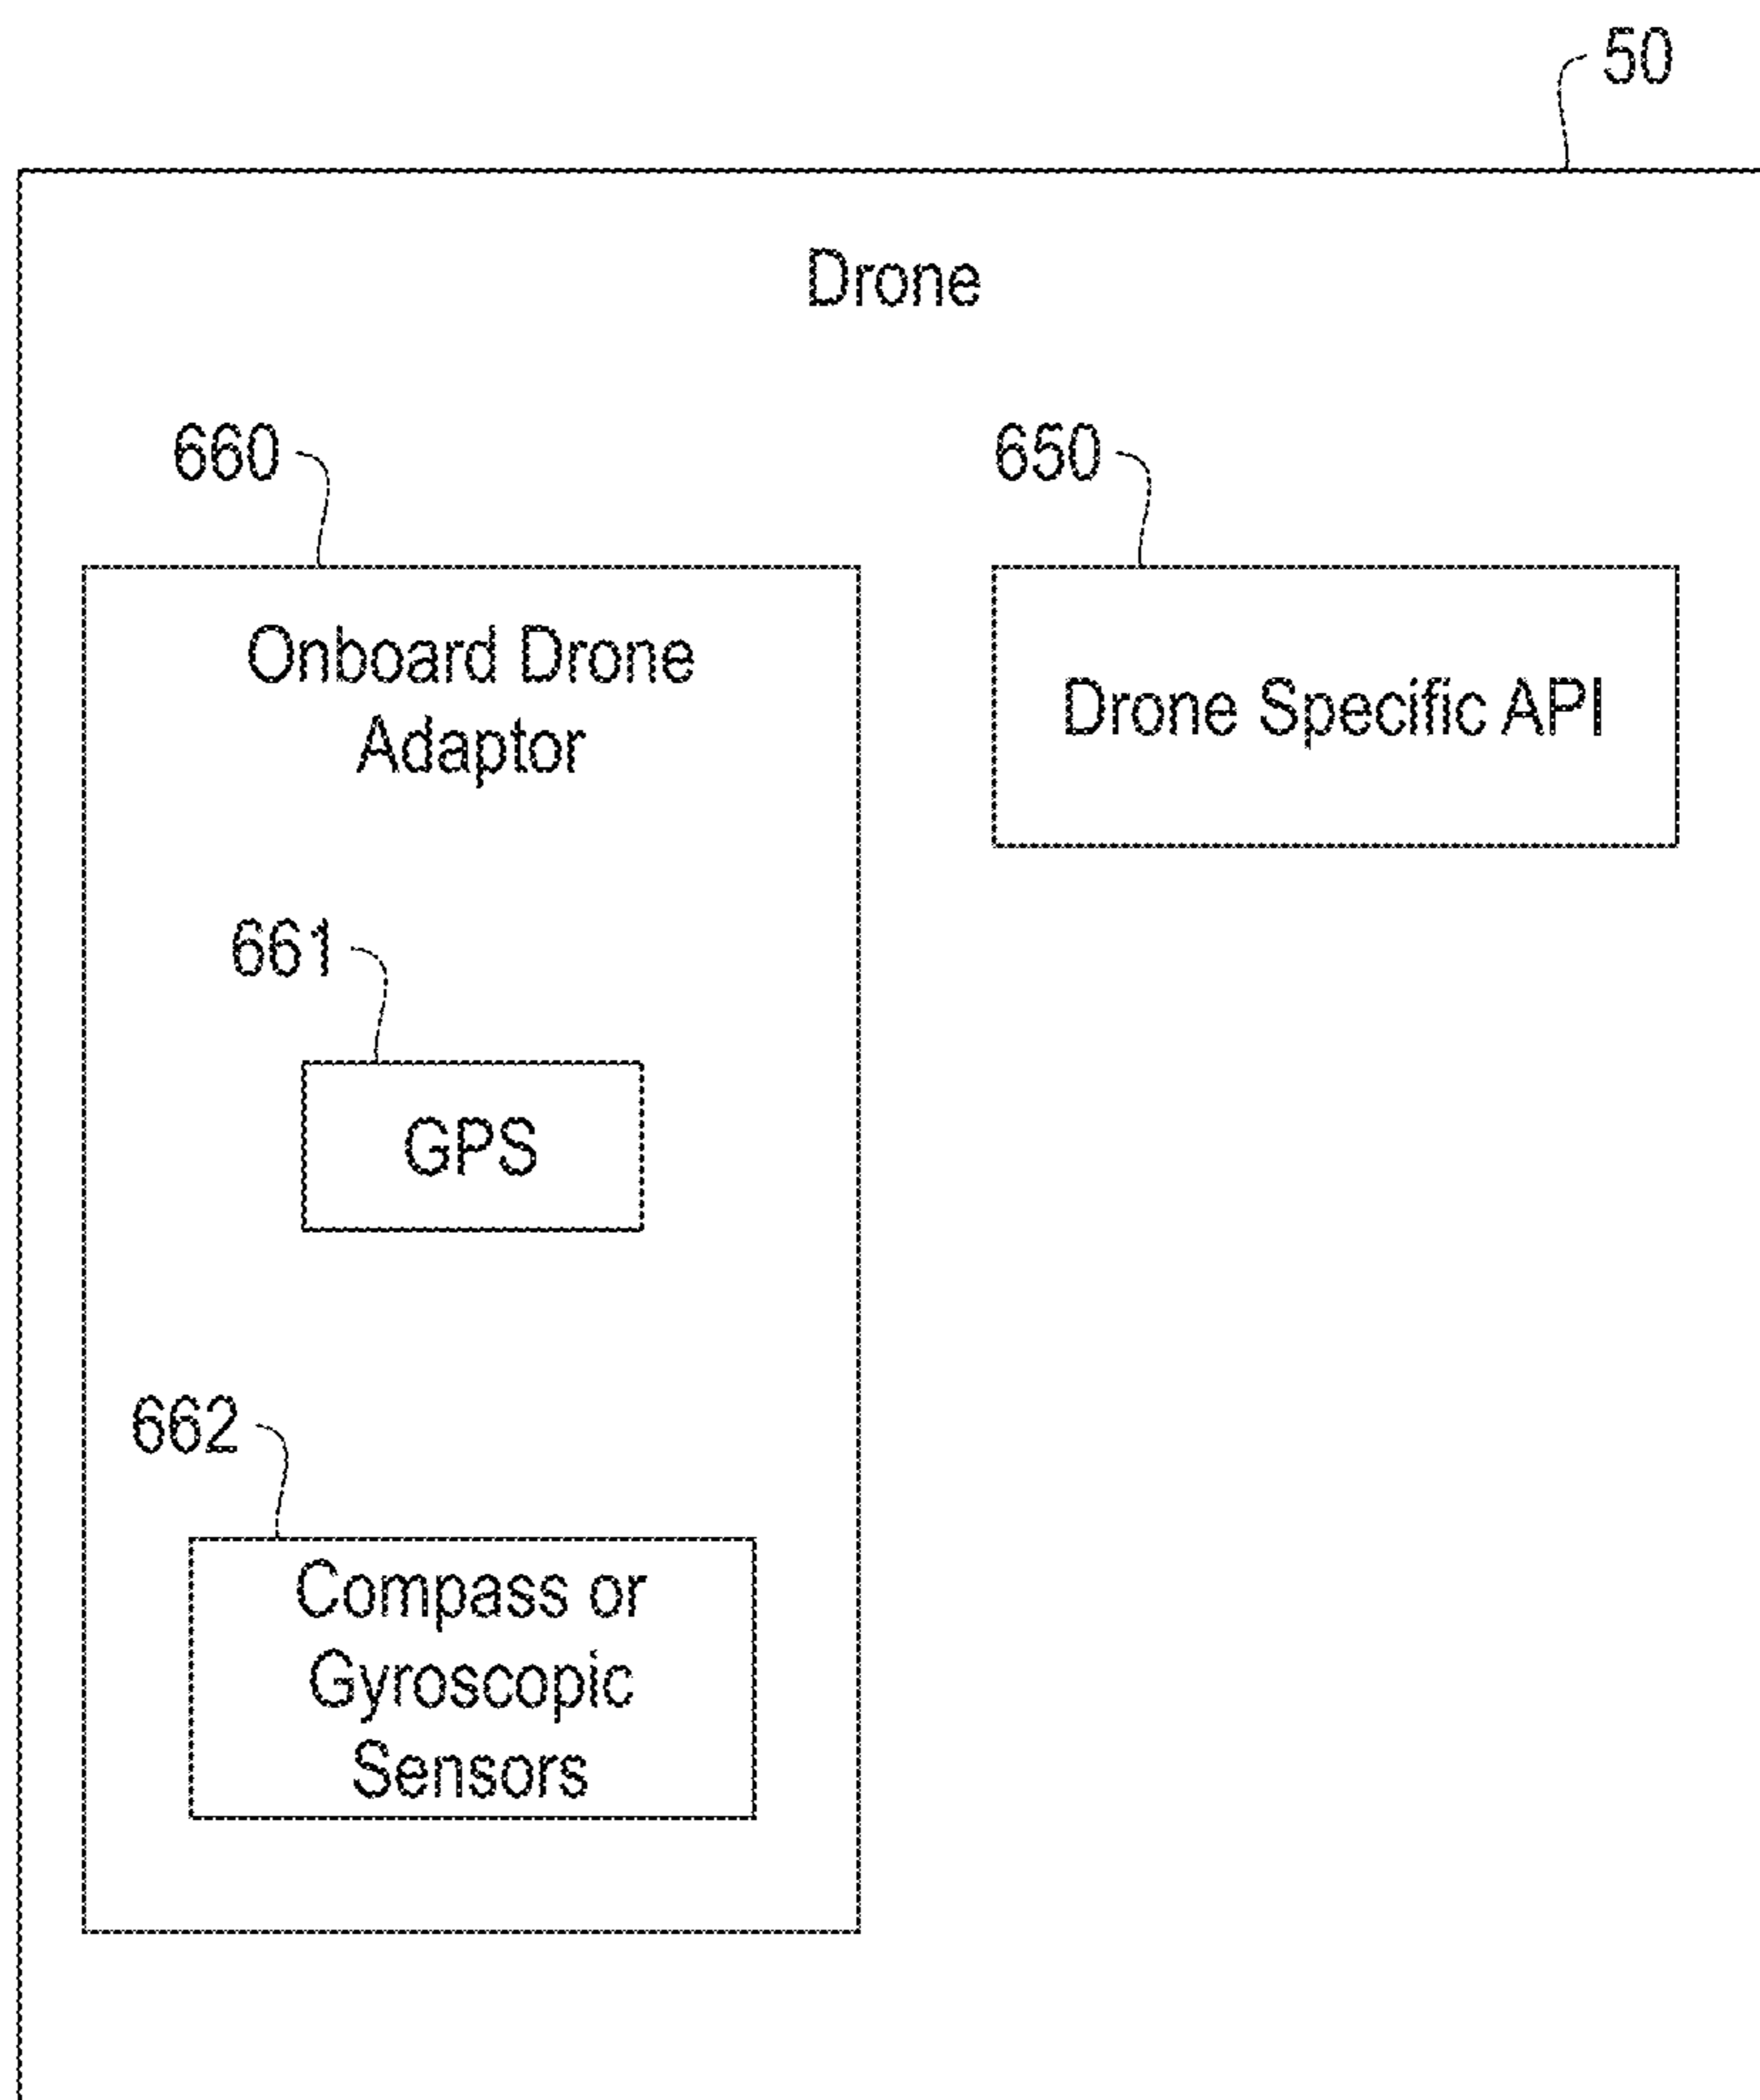 50
Drone
660
650
Onboard Drone
Adaptor
Drone Specific API
661
GPS
662
Compass or
Gyroscopic
Sensors